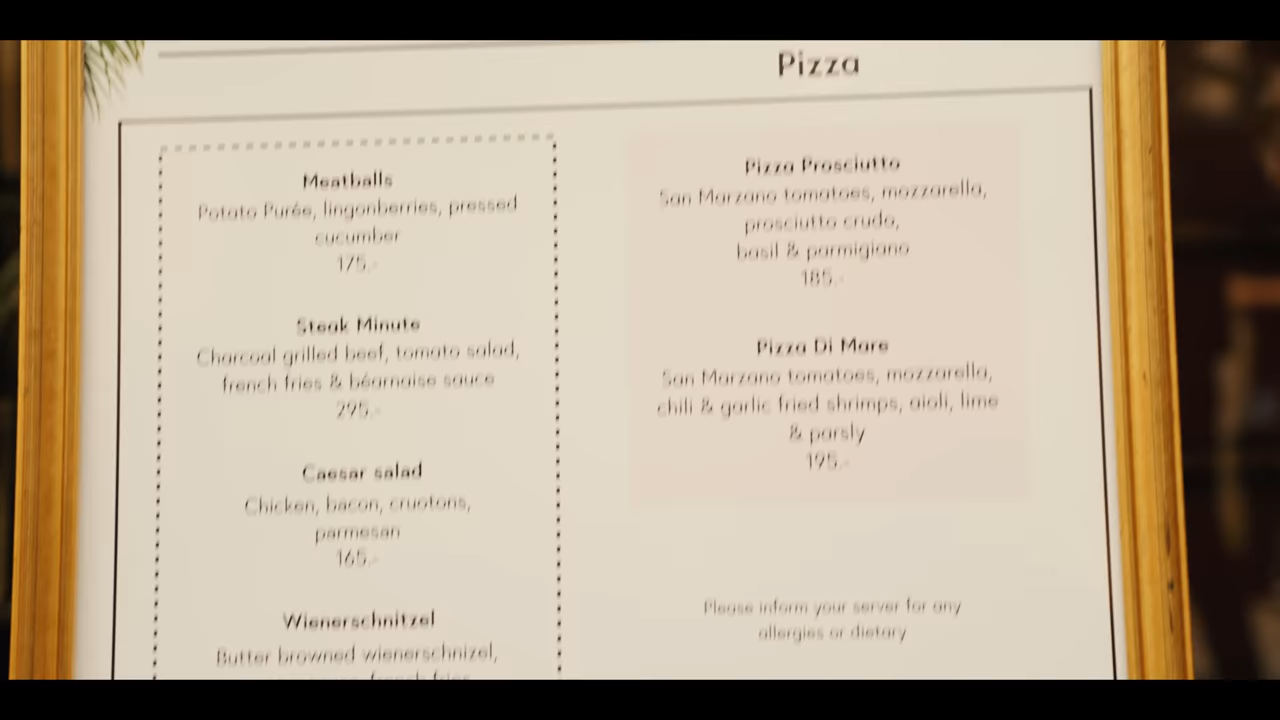 Pizza
Meatballs
Potato Purée, lingonberries, pressed
cucumber
175.-
Steak Minute
Charcoal grilled beef, tomato salad,
french fries & béarnaise sauce
295.-
Caesar salad
Chicken, bacon, cruotons,
parmesan
165.-
Wienerschnitzel
Butter browned wienerschnizel,
french fries
Pizza Prosciutto
San Marzano tomatoes, mozzarella,
prosciutto crudo,
basil & parmigiano
185.-
Pizza Di Mare
San Marzano tomatoes, mozzarella,
chili & garlic fried shrimps, aioli, lime
& parsly
195.-
Please inform your server for any
allergies or dietary